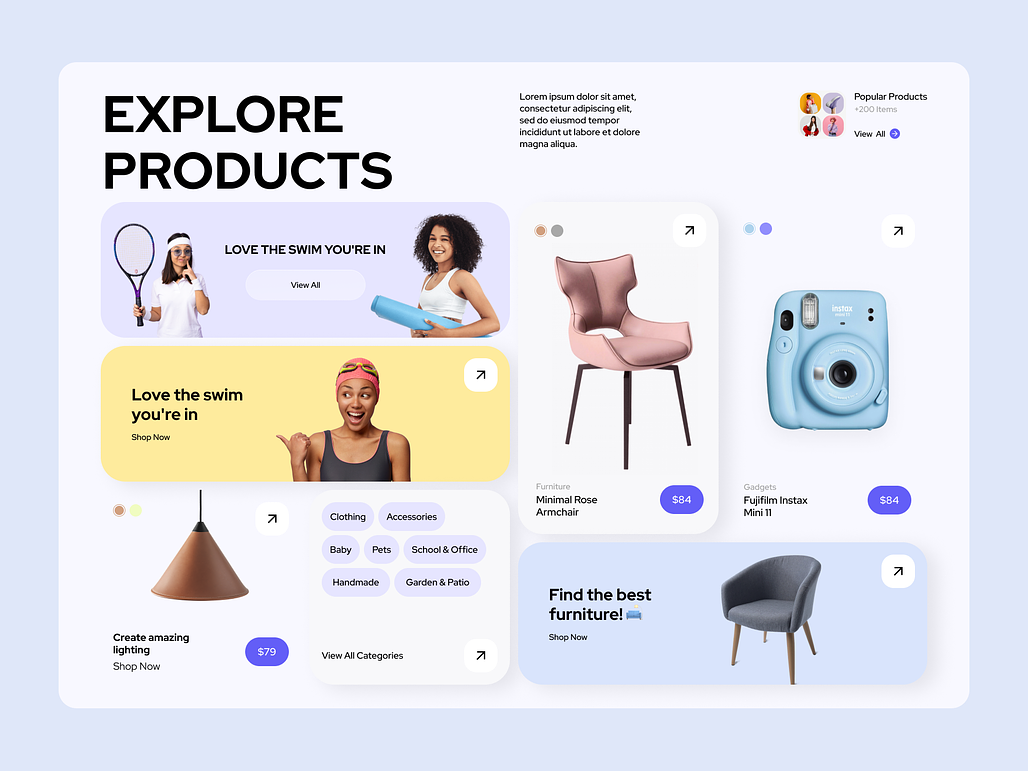 EXPLORE
PRODUCTS
Lorem ipsum dolor sit amet,
consectetur adipiscing elit,
sed do eiusmod tempor
incididunt ut labore et dolore
magna aliqua.
Popular Products
+200 Items
View All
LOVE THE SWIM YOU'RE IN
View All
Love the swim
you're in
Shop Now
Create amazing
lighting
Shop Now
$79
Clothing
Accessories
Baby
Pets
School & Office
Handmade
Garden & Patio
View All Categories
Furniture
Minimal Rose
Armchair
$84
instax
Gadgets
Fujifilm Instax
Mini 11
$84
Find the best
furniture!
Shop Now